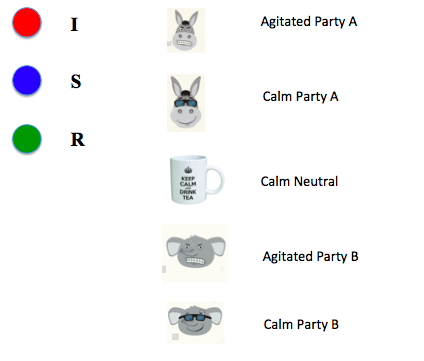 I
Agitated Party A
S
Calm Party A
R
KEEP
CALM
AND
DRINK
TEA
Calm Neutral
Agitated Party B
Calm Party B